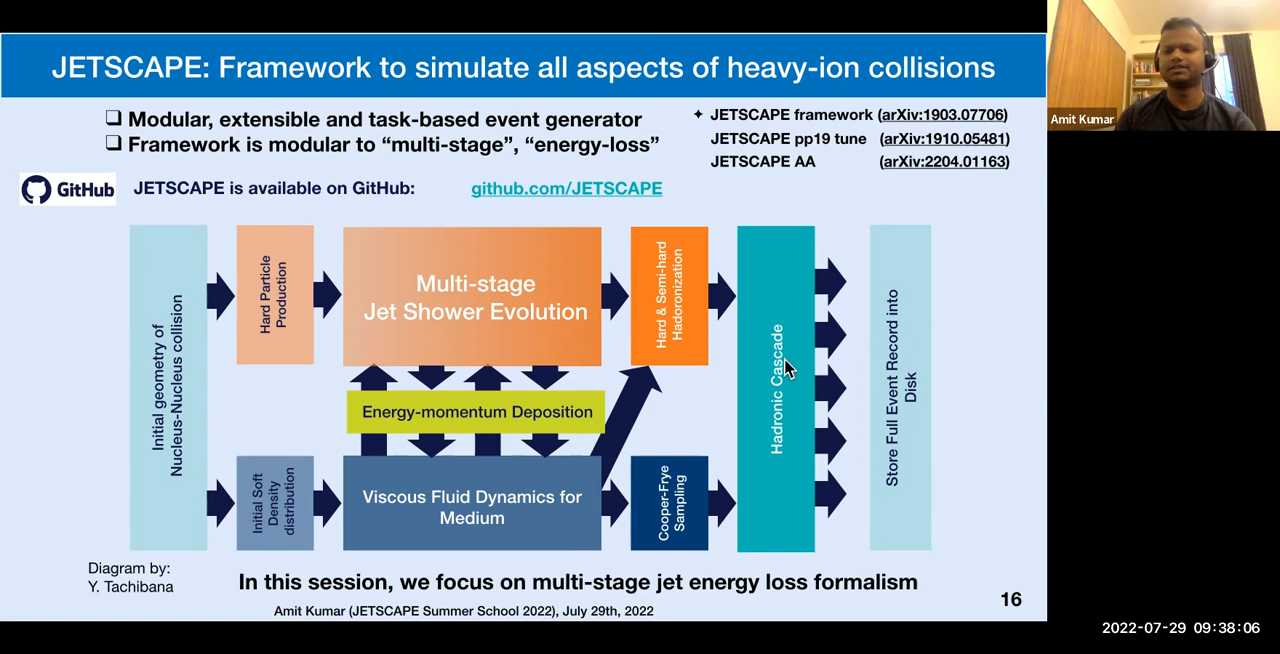 JETSCAPE: Framework to simulate all aspects of heavy-ion collisions
❑ Modular, extensible and task-based event generator
❑ Framework is modular to “multi-stage”, “energy-loss”
✦ JETSCAPE framework (arXiv:1903.07706)
JETSCAPE pp19 tune (arXiv:1910.05481)
JETSCAPE AA (arXiv:2204.01163)
Amit Kumar
GitHub
JETSCAPE is available on GitHub: github.com/JETSCAPE
Initial geometry of
Nucleus-Nucleus collision
Hard Particle
Production
Multi-stage
Jet Shower Evolution
Hard & Semi-hard
Hadoronization
Hadronic Cascade
Store Full Event Record into
Disk
Energy-momentum Deposition
Initial Soft
Density
distribution
Viscous Fluid Dynamics for
Medium
Cooper-Frye
Sampling
Diagram by:
Y. Tachibana
In this session, we focus on multi-stage jet energy loss formalism
16
Amit Kumar (JETSCAPE Summer School 2022), July 29th, 2022
2022-07-29 09:38:06